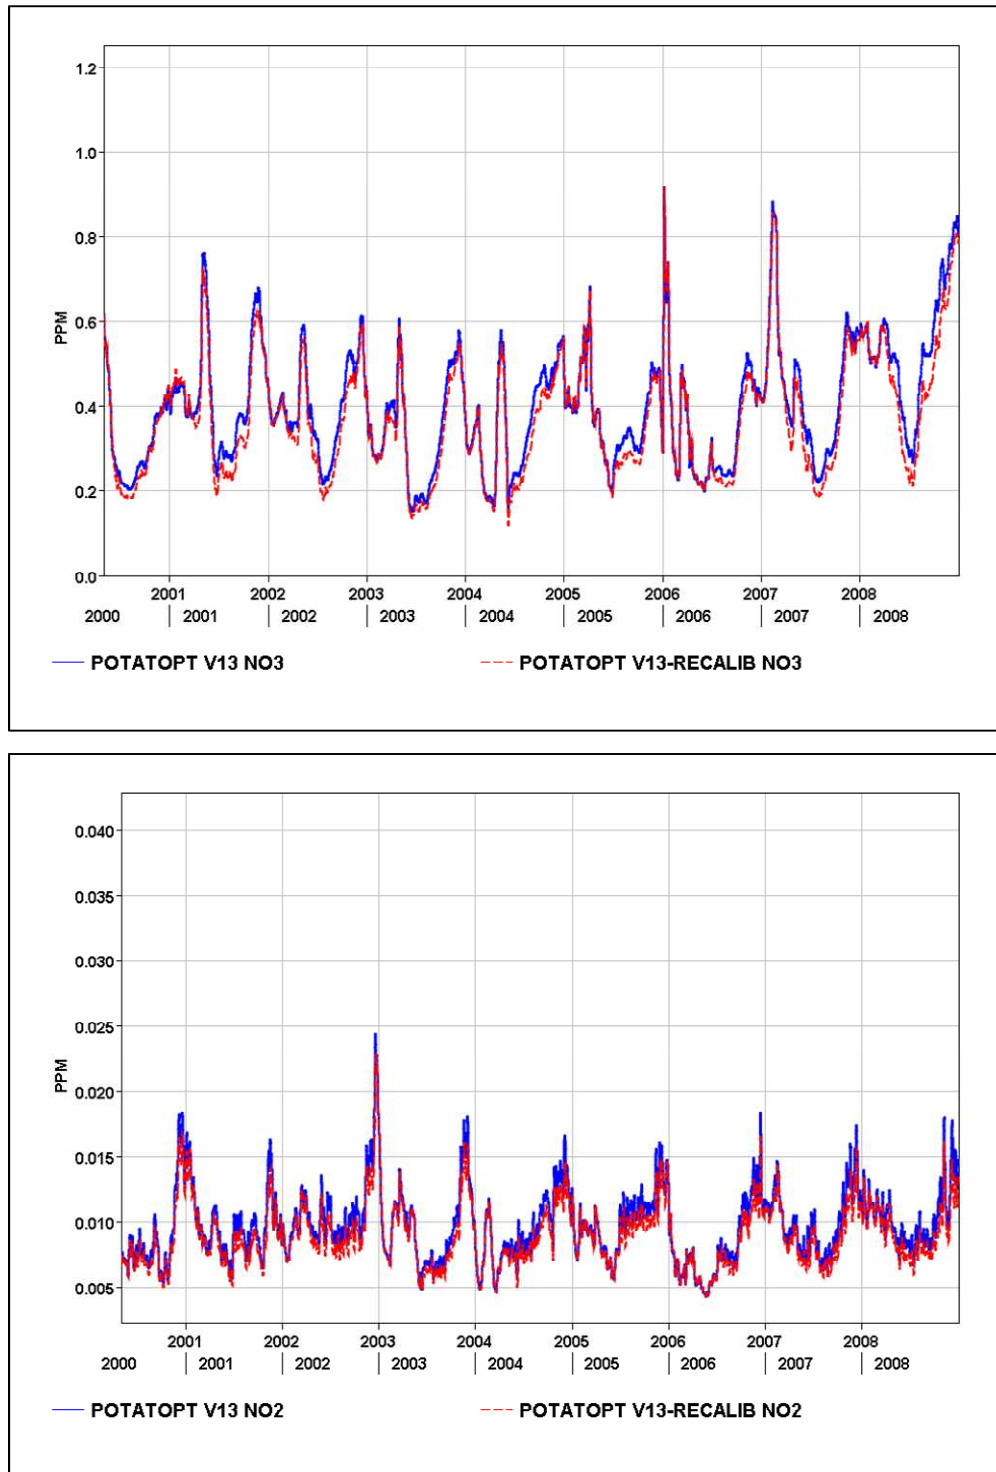 1.2
1.0
0.8
PPM
0.6
0.4
0.2
0.0
2001 2002 2003 2004 2005 2006 2007 2008
2000 2001 2002 2003 2004 2005 2006 2007 2008
POTATOPT V13 NO3 POTATOPT V13-RECALIB NO3
0.040
0.035
0.030
0.025
PPM
0.020
0.015
0.010
0.005
2001 2002 2003 2004 2005 2006 2007 2008
2000 2001 2002 2003 2004 2005 2006 2007 2008
POTATOPT V13 NO2 POTATOPT V13-RECALIB NO2